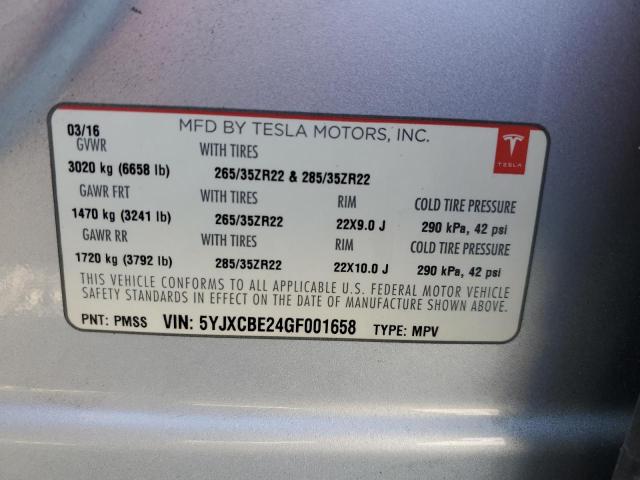 03/16 MFD BY TESLA MOTORS, INC.
GVWR WITH TIRES
3020 kg (6658 lb) 265/35ZR22 & 285/35ZR22
GAWR FRT WITH TIRES RIM COLD TIRE PRESSURE
1470 kg (3241 lb) 265/35ZR22 22X9.0 J 290 kPa, 42 psi
GAWR RR WITH TIRES RIM COLD TIRE PRESSURE
1720 kg (3792 lb) 285/35ZR22 22X10.0 J 290 kPa, 42 psi
THIS VEHICLE CONFORMS TO ALL APPLICABLE U.S. FEDERAL MOTOR VEHICLE
SAFETY STANDARDS IN EFFECT ON THE DATE OF MANUFACTURE SHOWN ABOVE.
PNT: PMSS VIN: 5YJXCBE24GF001658 TYPE: MPV
TESLA